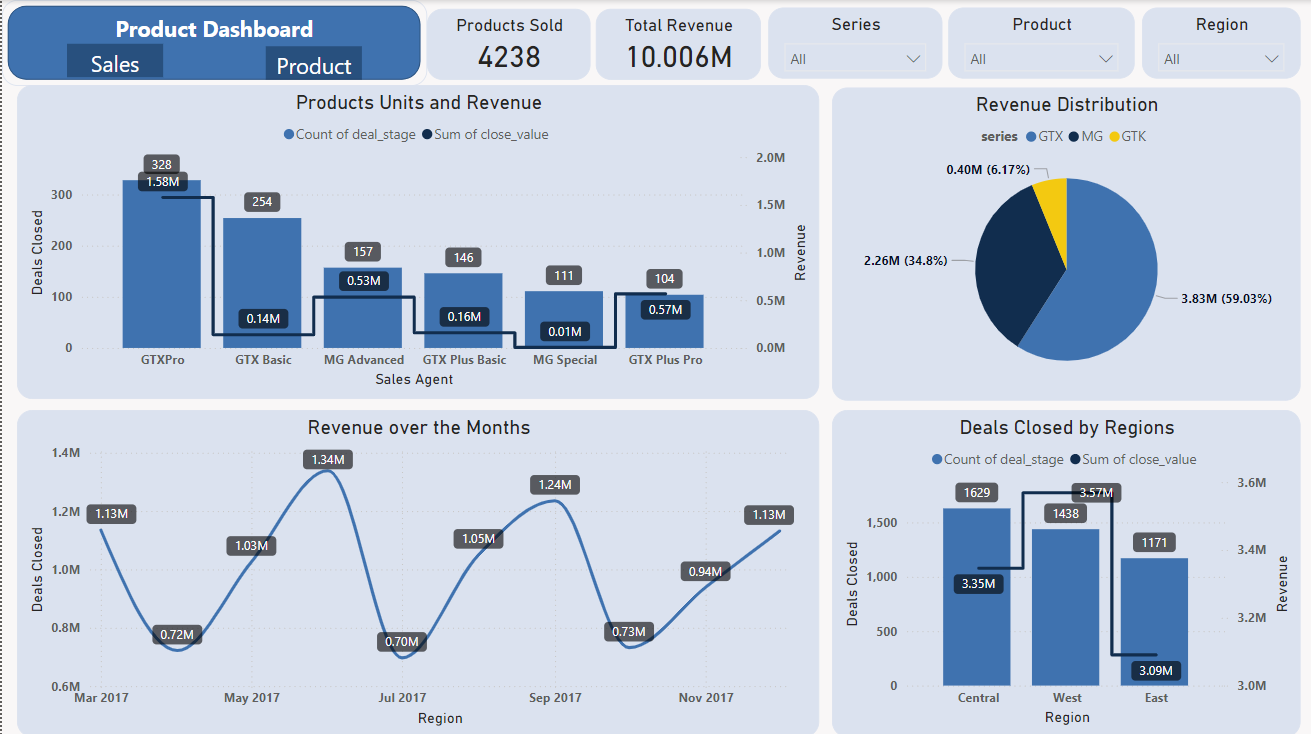 Product Dashboard
Sales
Product
Products Sold
4238
Total Revenue
10.006M
Series
All
Product
All
Region
All
Products Units and Revenue
Count of deal_stage Sum of close_value
328
1.58M
254
0.14M
157
0.53M
146
0.16M
111
0.01M
104
0.57M
Deals Closed
300
200
100
0
2.0M
1.5M
1.0M
0.5M
0.0M
Revenue
GTXPro GTX Basic MG Advanced GTX Plus Basic MG Special GTX Plus Pro
Sales Agent
Revenue Distribution
series GTX MG GTK
0.40M (6.17%)
2.26M (34.8%)
3.83M (59.03%)
Revenue over the Months
Deals Closed
1.4M
1.2M
1.0M
0.8M
0.6M
1.13M
0.72M
1.03M
1.34M
0.70M
1.05M
1.24M
0.73M
0.94M
1.13M
Mar 2017 May 2017 Jul 2017 Sep 2017 Nov 2017
Region
Deals Closed by Regions
Count of deal_stage Sum of close_value
Deals Closed
1,500
1,000
500
0
1629
3.35M
3.57M
1438
1171
3.09M
3.6M
3.4M
3.2M
3.0M
Revenue
Central West East
Region